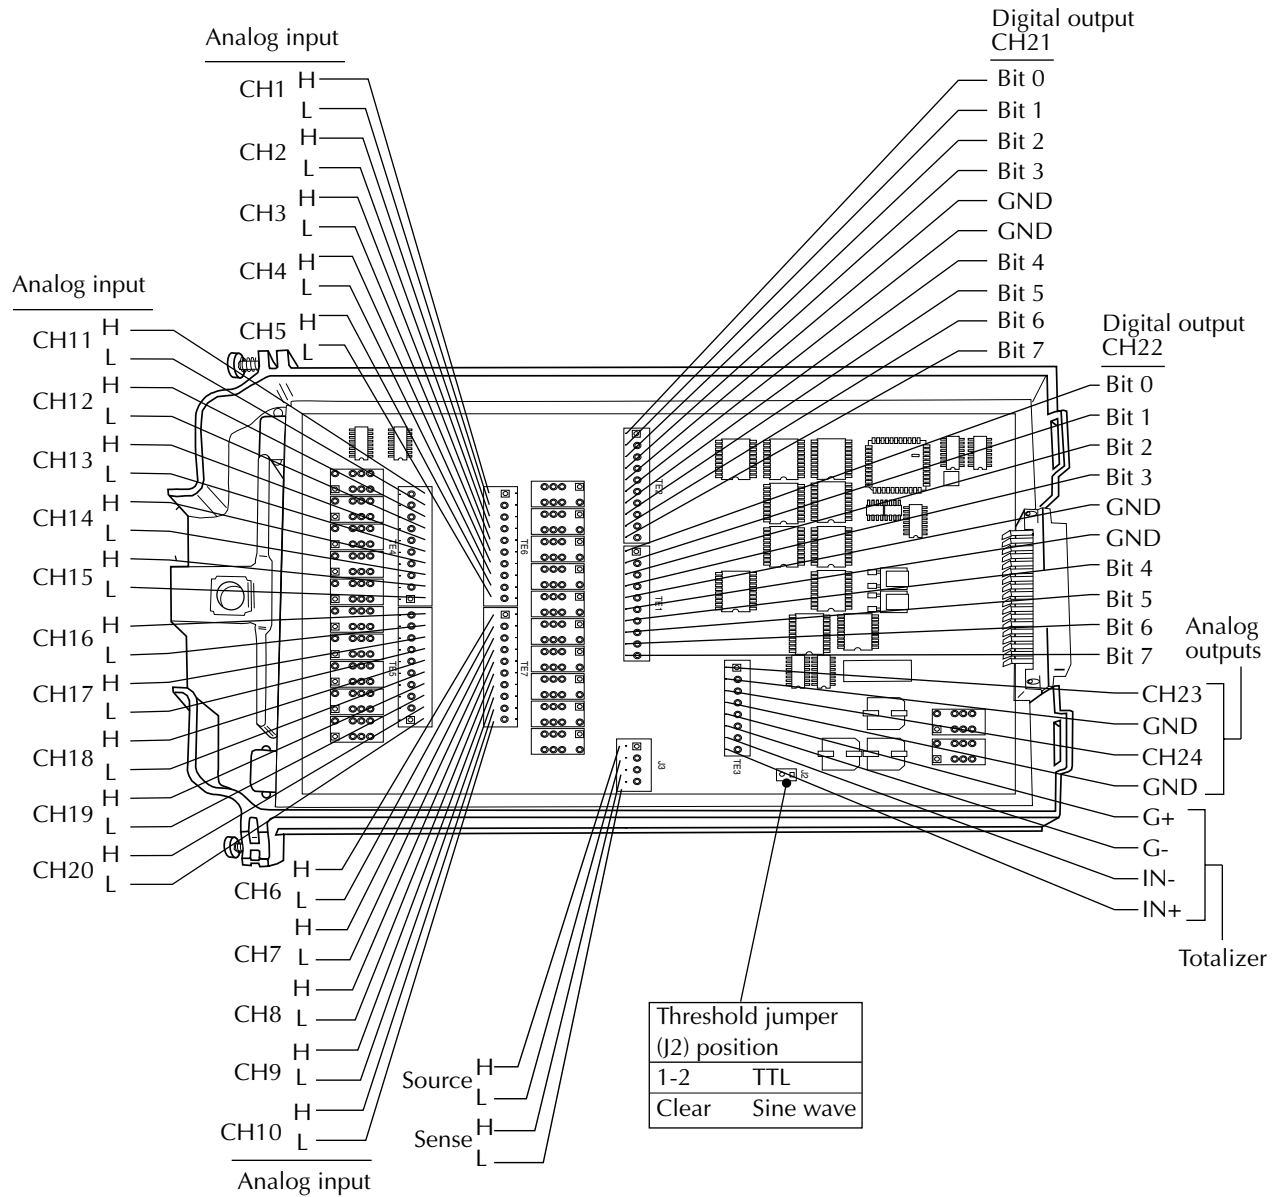 Analog input
CH1 H
L
CH2 H
L
CH3 H
L
CH4 H
L
CH5 H
L
Analog input
CH11 H
L
CH12 H
L
CH13 H
L
CH14 H
L
CH15 H
L
CH16 H
L
CH17 H
L
CH18 H
L
CH19 H
L
CH20 H
L
CH6 H
L
CH7 H
L
CH8 H
L
CH9 H
L
CH10 H
L
Analog input
Source H
L
Sense H
L
Digital output
CH21
Bit 0
Bit 1
Bit 2
Bit 3
GND
GND
Bit 4
Bit 5
Bit 6
Bit 7
Digital output
CH22
Bit 0
Bit 1
Bit 2
Bit 3
GND
GND
Bit 4
Bit 5
Bit 6
Bit 7
Analog
outputs
CH23
GND
CH24
GND
G+
G-
IN-
IN+
Totalizer
TE4
TE5
TE6
TE7
TE2
TE1
TE3
J3
J2
Threshold jumper
(J2) position
1-2 TTL
Clear Sine wave